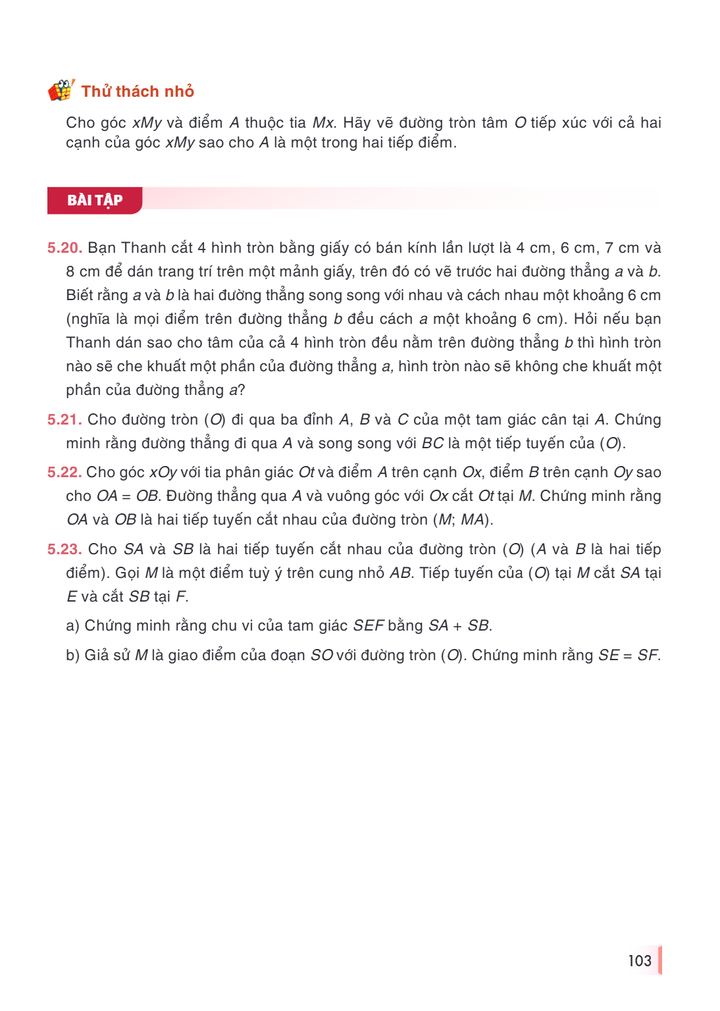 Thử thách nhỏ
Cho góc xMy và điểm A thuộc tia Mx. Hãy vẽ đường tròn tâm O tiếp xúc với cả hai
cạnh của góc xMy sao cho A là một trong hai tiếp điểm.
BÀI TẬP
5.20. Bạn Thanh cắt 4 hình tròn bằng giấy có bán kính lần lượt là 4 cm, 6 cm, 7 cm và
8 cm để dán trang trí trên một mảnh giấy, trên đó có vẽ trước hai đường thẳng a và b.
Biết rằng a và b là hai đường thẳng song song với nhau và cách nhau một khoảng 6 cm
(nghĩa là mọi điểm trên đường thẳng b đều cách a một khoảng 6 cm). Hỏi nếu bạn
Thanh dán sao cho tâm của cả 4 hình tròn đều nằm trên đường thẳng b thì hình tròn
nào sẽ che khuất một phần của đường thẳng a, hình tròn nào sẽ không che khuất một
phần của đường thẳng a?
5.21. Cho đường tròn (O) đi qua ba đỉnh A, B và C của một tam giác cân tại A. Chứng
minh rằng đường thẳng đi qua A và song song với BC là một tiếp tuyến của (O).
5.22. Cho góc xOy với tia phân giác Ot và điểm A trên cạnh Ox, điểm B trên cạnh Oy sao
cho OA = OB. Đường thẳng qua A và vuông góc với Ox cắt Ot tại M. Chứng minh rằng
OA và OB là hai tiếp tuyến cắt nhau của đường tròn (M; MA).
5.23. Cho SA và SB là hai tiếp tuyến cắt nhau của đường tròn (O) (A và B là hai tiếp
điểm). Gọi M là một điểm tuỳ ý trên cung nhỏ AB. Tiếp tuyến của (O) tại M cắt SA tại
E và cắt SB tại F.
a) Chứng minh rằng chu vi của tam giác SEF bằng SA + SB.
b) Giả sử M là giao điểm của đoạn SO với đường tròn (O). Chứng minh rằng SE = SF.
103